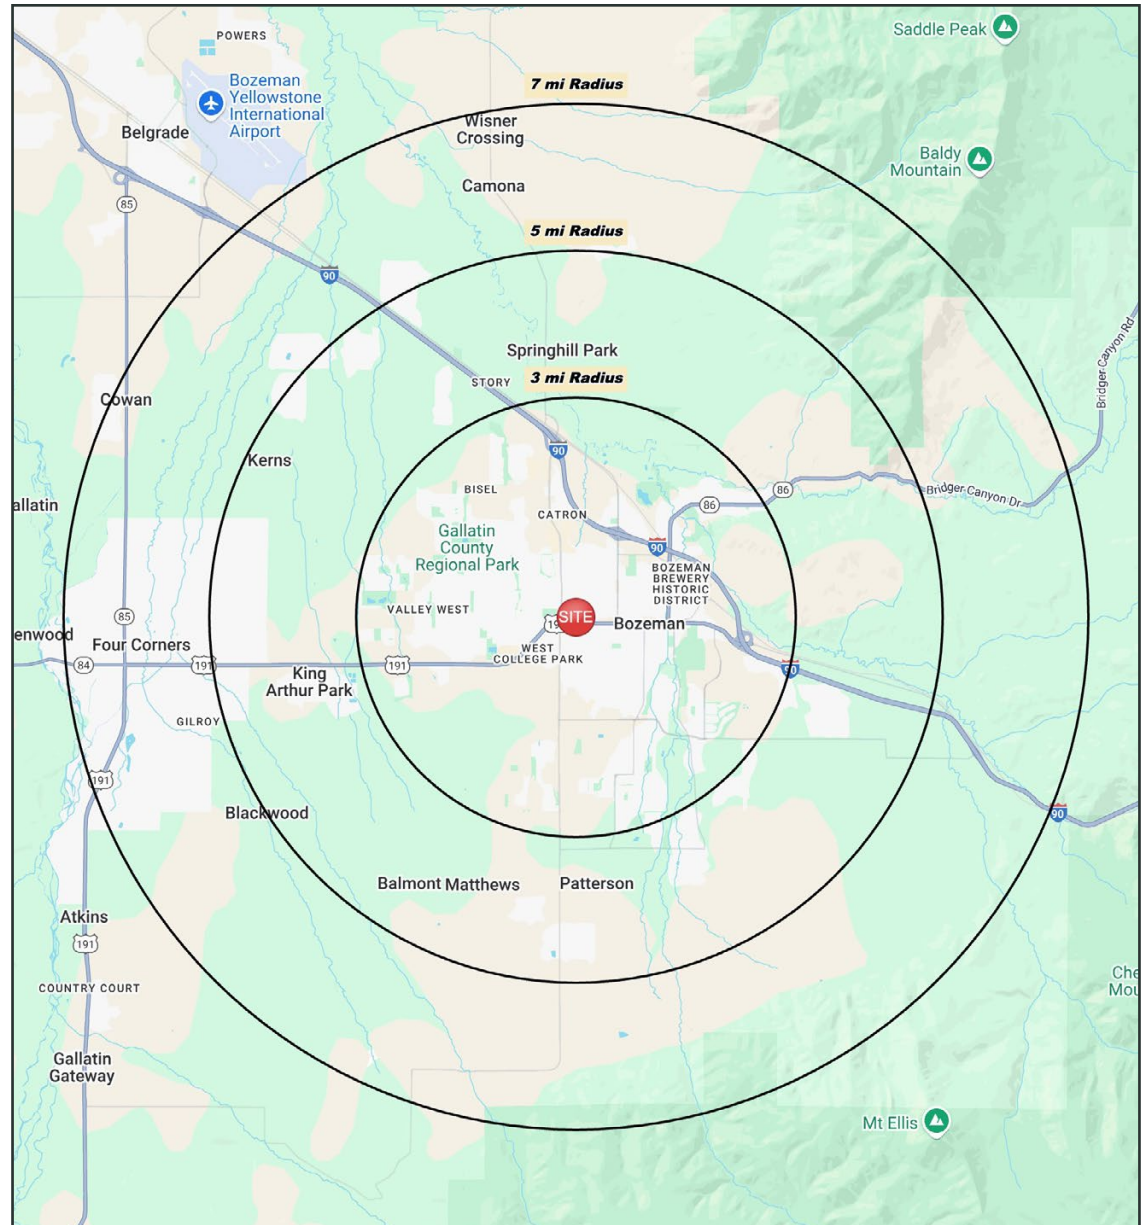 Saddle Peak
POWERS
7 mi Radius
Bozeman
Yellowstone
International
Airport
Belgrade
Wisner
Crossing
Baldy
Mountain
Camona
85
5 mi Radius
90
Bridger Canyon Rd
Springhill Park
3 mi Radius
STORY
Cowan
90
Kerns
BISEL
86
Bridger Canyon Dr
allatin
86
CATRON
Gallatin
County
Regional Park
90
BOZEMAN
BREWERY
HISTORIC
DISTRICT
VALLEY WEST
85
SITE
19
Bozeman
enwood
Four Corners
WEST
COLLEGE PARK
84
191
191
90
King
Arthur Park
GILROY
191
Blackwood
90
Balmont
Matthews
Patterson
Atkins
191
Che
Mou
COUNTRY COURT
Gallatin
Gateway
Mt Ellis